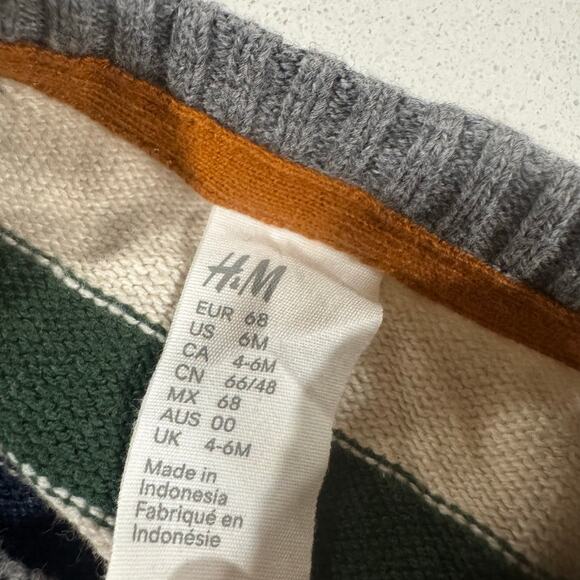 H&M
EUR 68
US 6M
CA 4-6M
CN 66/48
MX 68
AUS 00
UK 4-6M
Made in
Indonesia
Fabriqué en
Indonésie